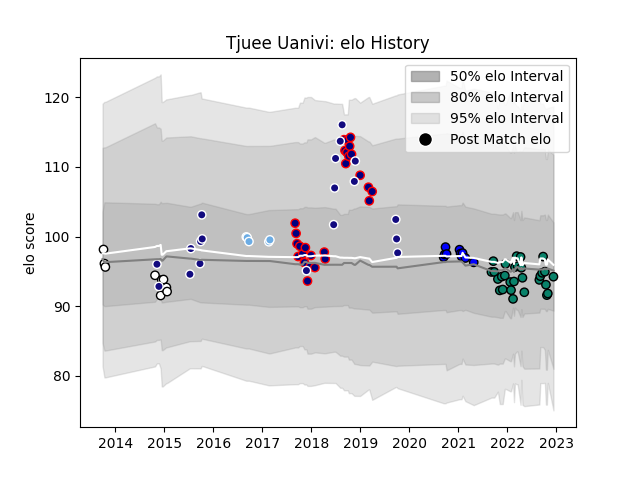 Tjuee Uanivi: elo History
50% elo Interval
80% elo Interval
95% elo Interval
Post Match elo
elo score
120
110
100
90
80
2014 2015 2016 2017 2018 2019 2020 2021 2022 2023